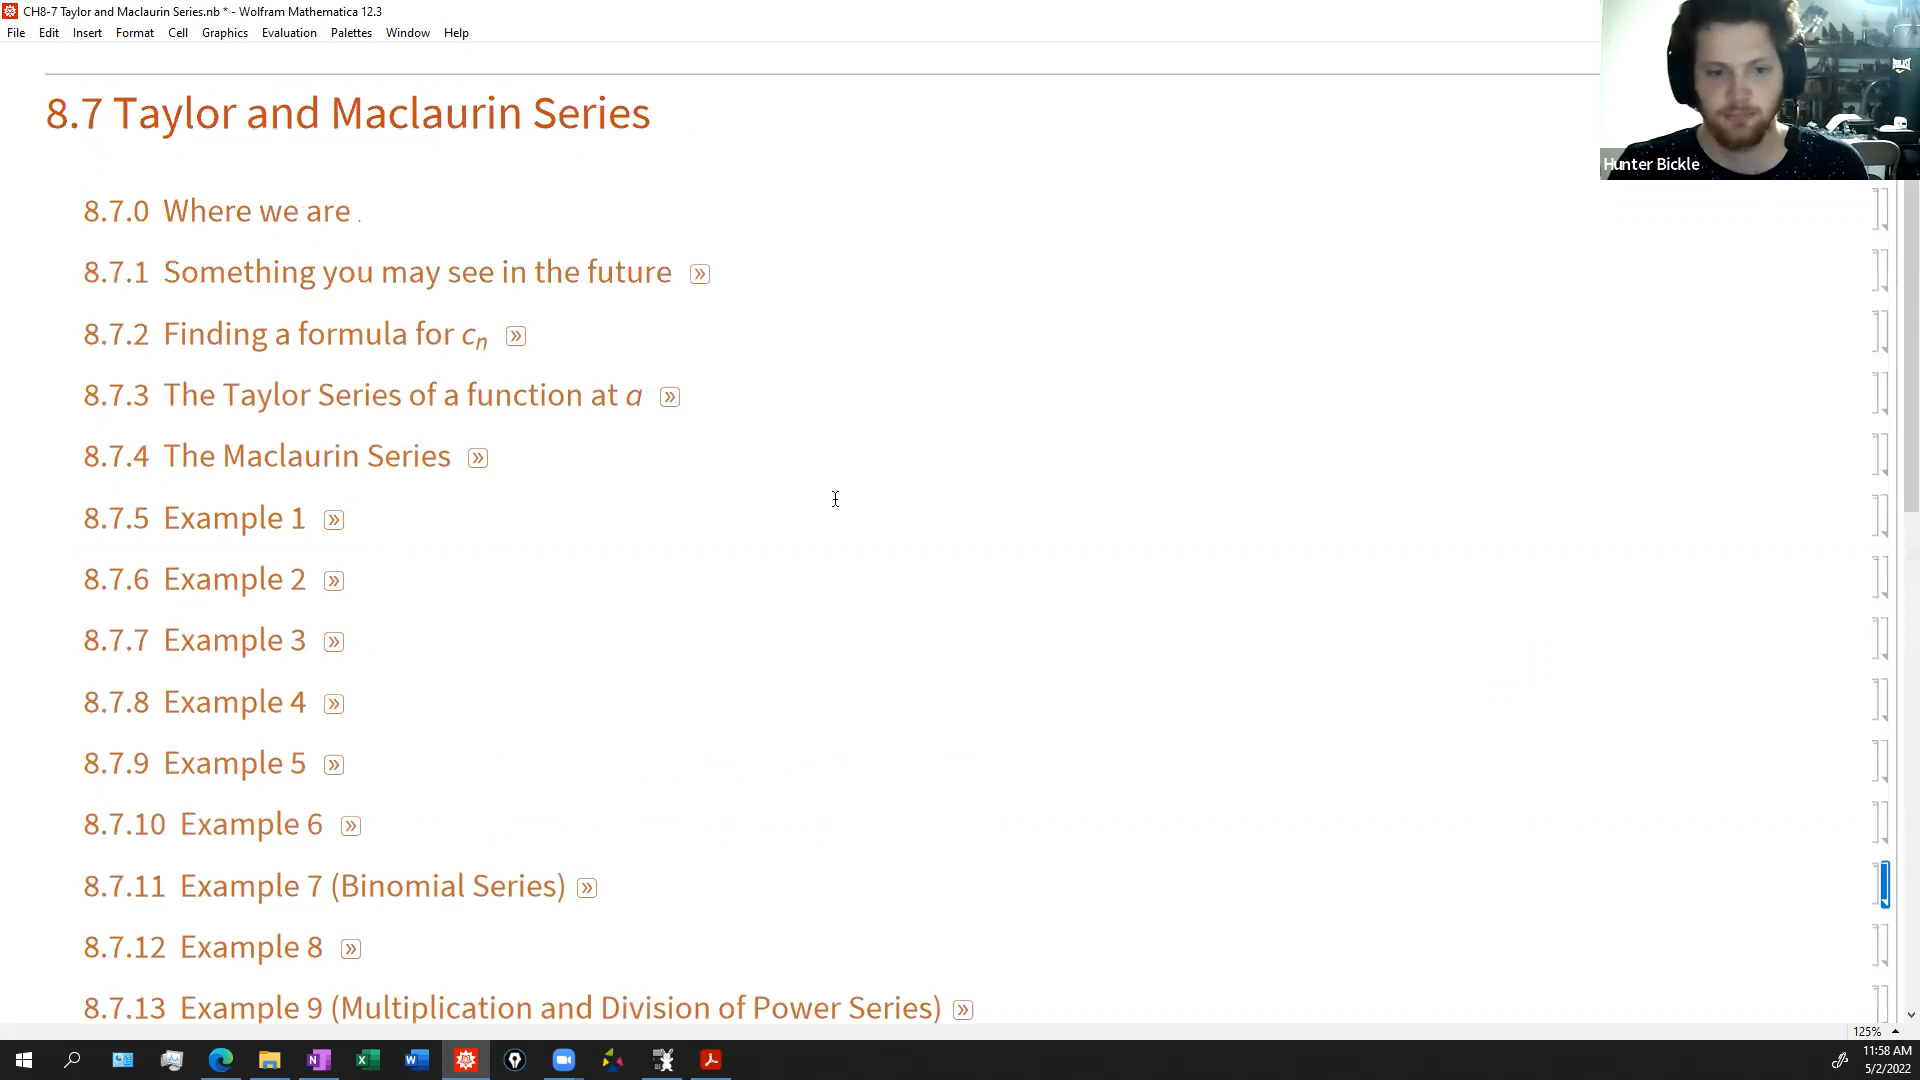 CH8-7 Taylor and Maclaurin Series.nb * - Wolfram Mathematica 12.3
File Edit Insert Format Cell Graphics Evaluation Palettes Window Help
8.7 Taylor and Maclaurin Series
Hunter Bickle
8.7.0 Where we are .
8.7.1 Something you may see in the future »
8.7.2 Finding a formula for cₙ »
8.7.3 The Taylor Series of a function at a »
8.7.4 The Maclaurin Series »
8.7.5 Example 1 »
8.7.6 Example 2 »
8.7.7 Example 3 »
8.7.8 Example 4 »
8.7.9 Example 5 »
8.7.10 Example 6 »
8.7.11 Example 7 (Binomial Series) »
8.7.12 Example 8 »
8.7.13 Example 9 (Multiplication and Division of Power Series) »
125%
11:58 AM
5/2/2022